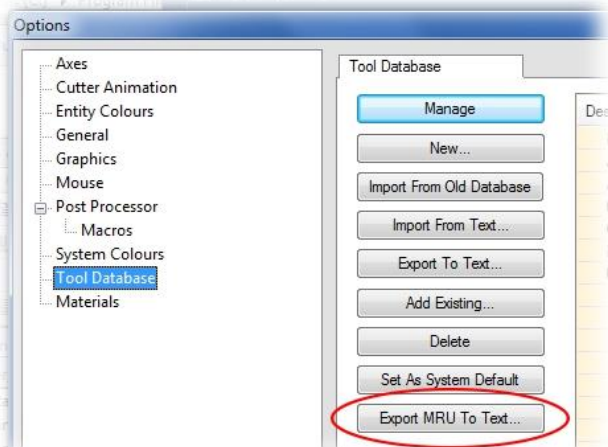 Options
Axes
Cutter Animation
Entity Colours
General
Graphics
Mouse
Post Processor
Macros
System Colours
Tool Database
Materials
Tool Database
Manage
New...
Import From Old Database
Import From Text...
Export To Text...
Add Existing...
Delete
Set As System Default
Export MRU To Text...